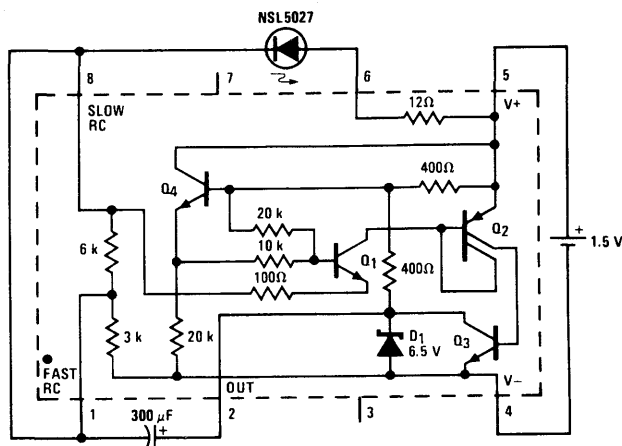 NSL5027
8
7
6
5
SLOW
RC
12Ω
V+
Q4
400Ω
Q2
20 k
6 k
10 k
Q1
400Ω
+
1.5 V
100Ω
3 k
20 k
D1
6.5 V
Q3
FAST
RC
OUT
V−
1
300 μF
+
2
3
4